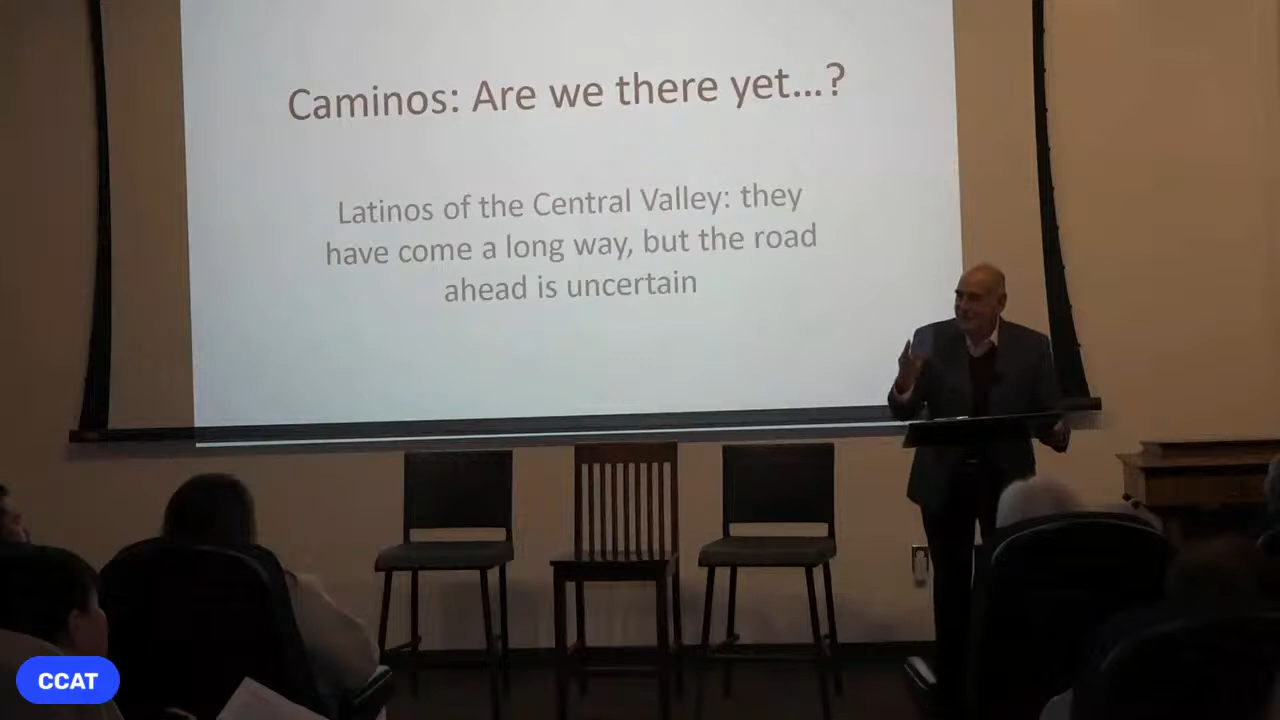 Caminos: Are we there yet...?
Latinos of the Central Valley: they
have come a long way, but the road
ahead is uncertain
CCAT